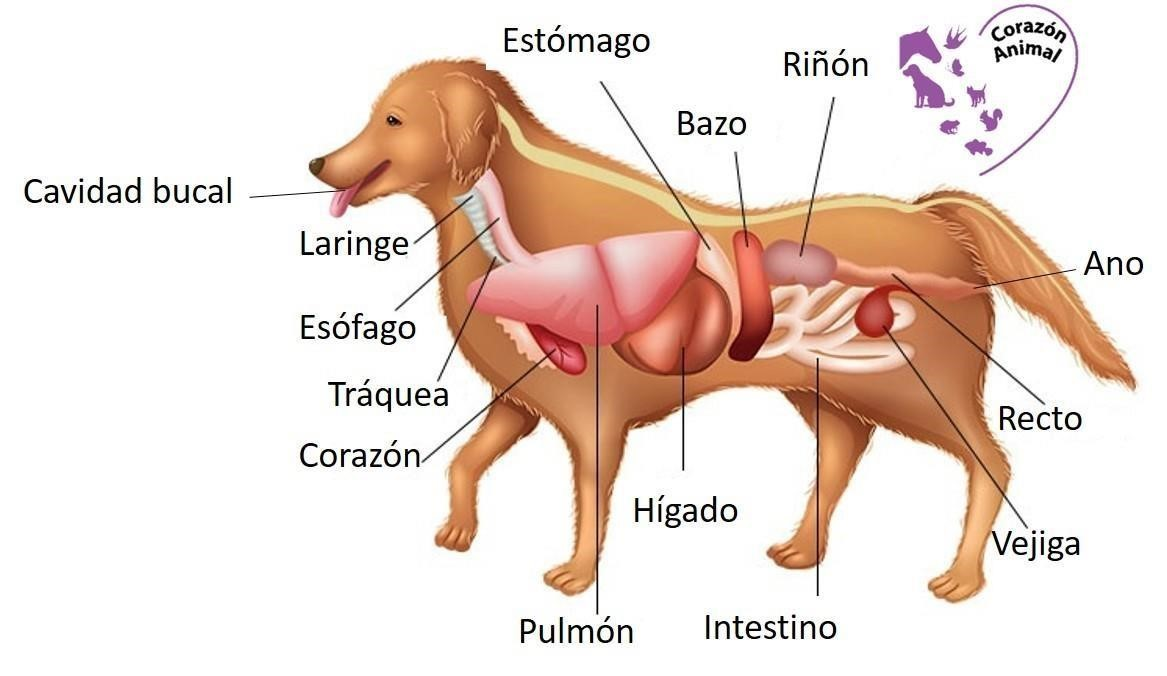 Corazón
Animal
Estómago
Riñón
Bazo
Cavidad bucal
Laringe
Ano
Esófago
Tráquea
Recto
Corazón
Hígado
Vejiga
Pulmón
Intestino